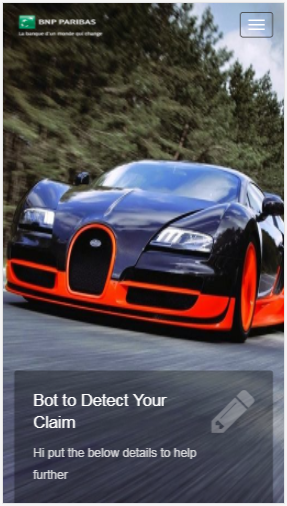 BNP PARIBAS
La banque d'un monde qui change
Bot to Detect Your
Claim
Hi put the below details to help
further